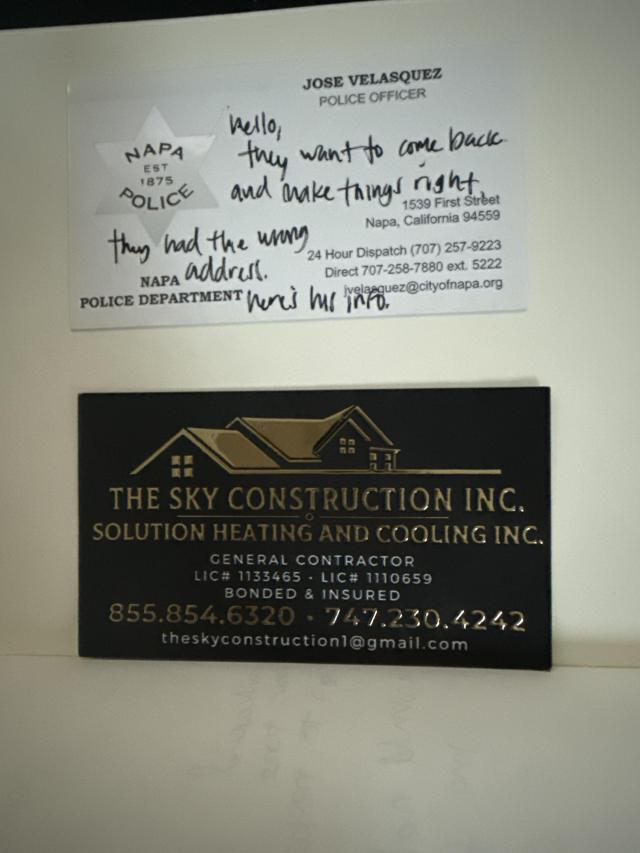 JOSE VELASQUEZ
POLICE OFFICER
NAPA
EST
1875
POLICE
hello,
they want to come back
and make things right.
they had the wrong
address.
here's his info.
1539 First Street
Napa, California 94559
24 Hour Dispatch (707) 257-9223
Direct 707-258-7880 ext. 5222
jvelasquez@cityofnapa.org
NAPA
POLICE DEPARTMENT
THE SKY CONSTRUCTION INC.
SOLUTION HEATING AND COOLING INC.
GENERAL CONTRACTOR
LIC# 1133465 · LIC# 1110659
BONDED & INSURED
855.854.6320 · 747.230.4242
theskyconstruction1@gmail.com